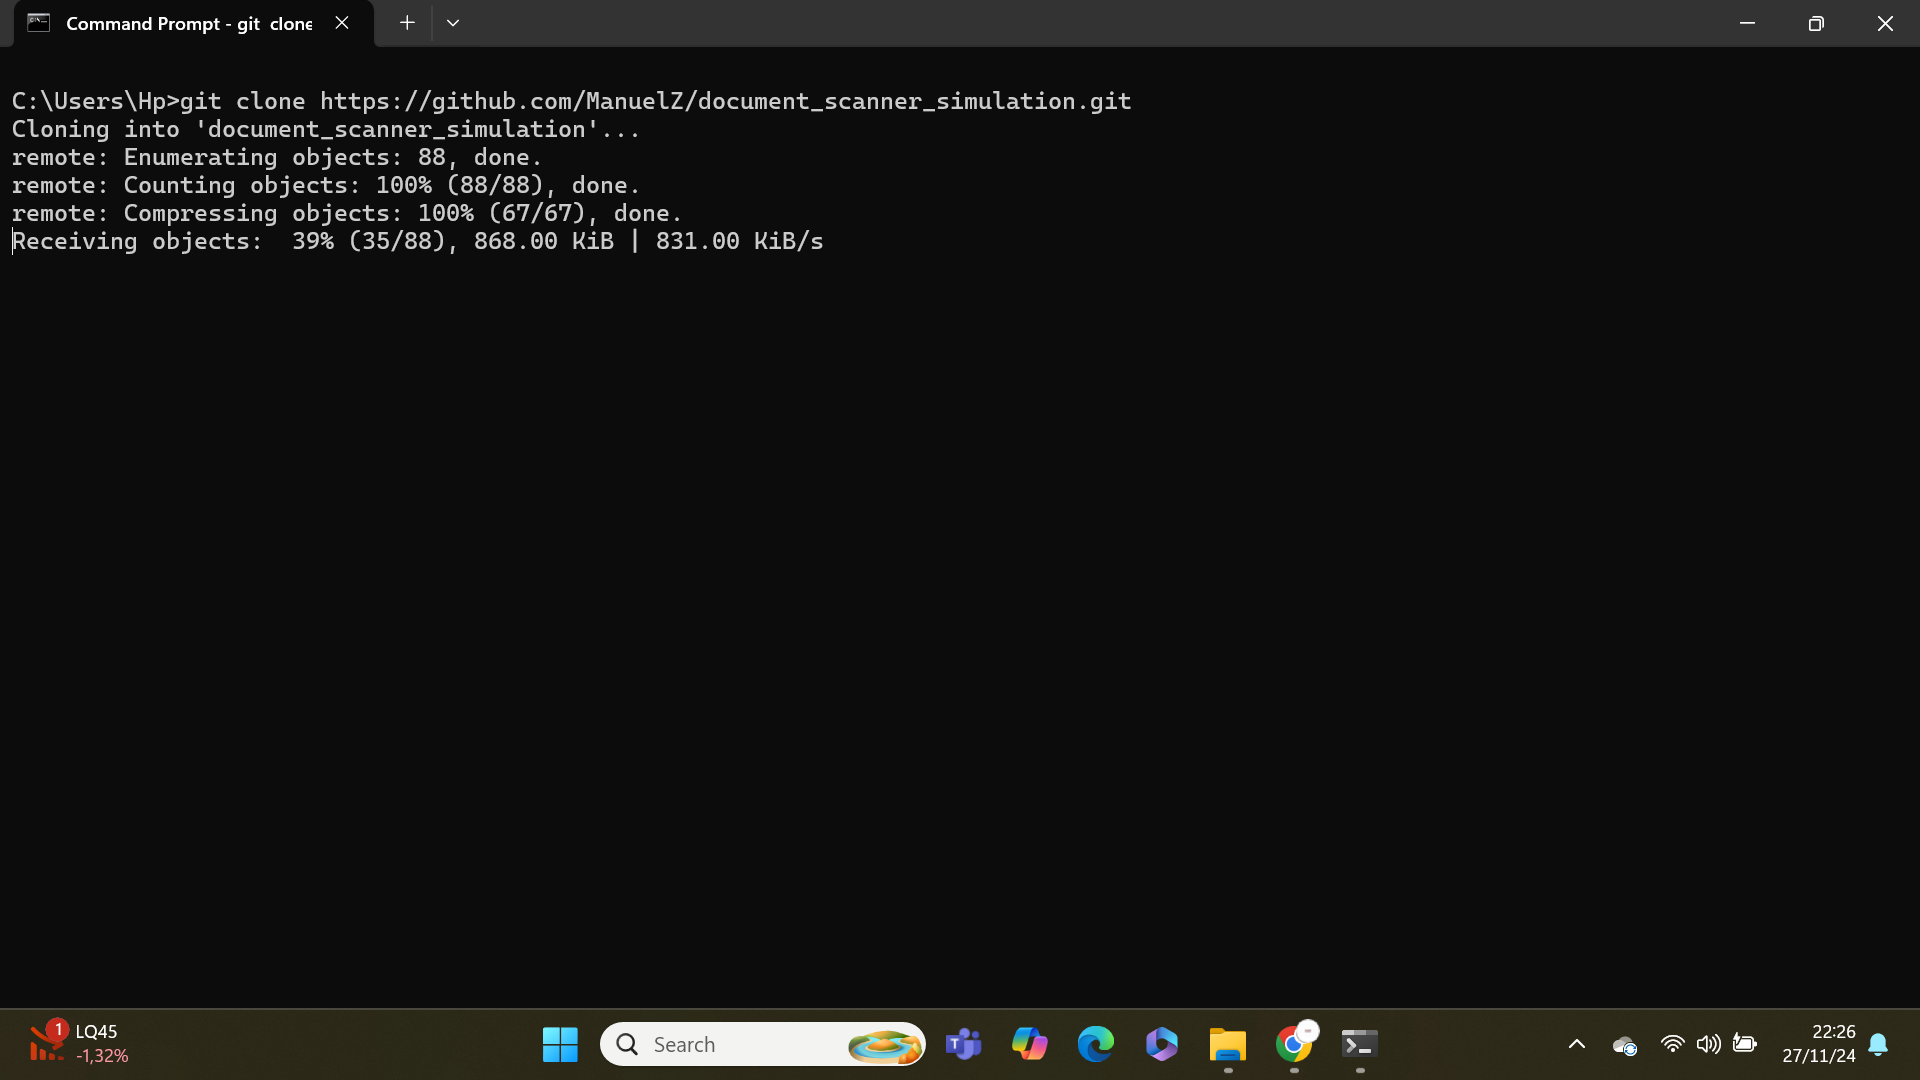 Command Prompt - git  clone
C:\Users\Hp>git clone https://github.com/ManuelZ/document_scanner_simulation.git
Cloning into 'document_scanner_simulation'...
remote: Enumerating objects: 88, done.
remote: Counting objects: 100% (88/88), done.
remote: Compressing objects: 100% (67/67), done.
Receiving objects:  39% (35/88), 868.00 KiB | 831.00 KiB/s
1
LQ45
-1,32%
Search
22:26
27/11/24